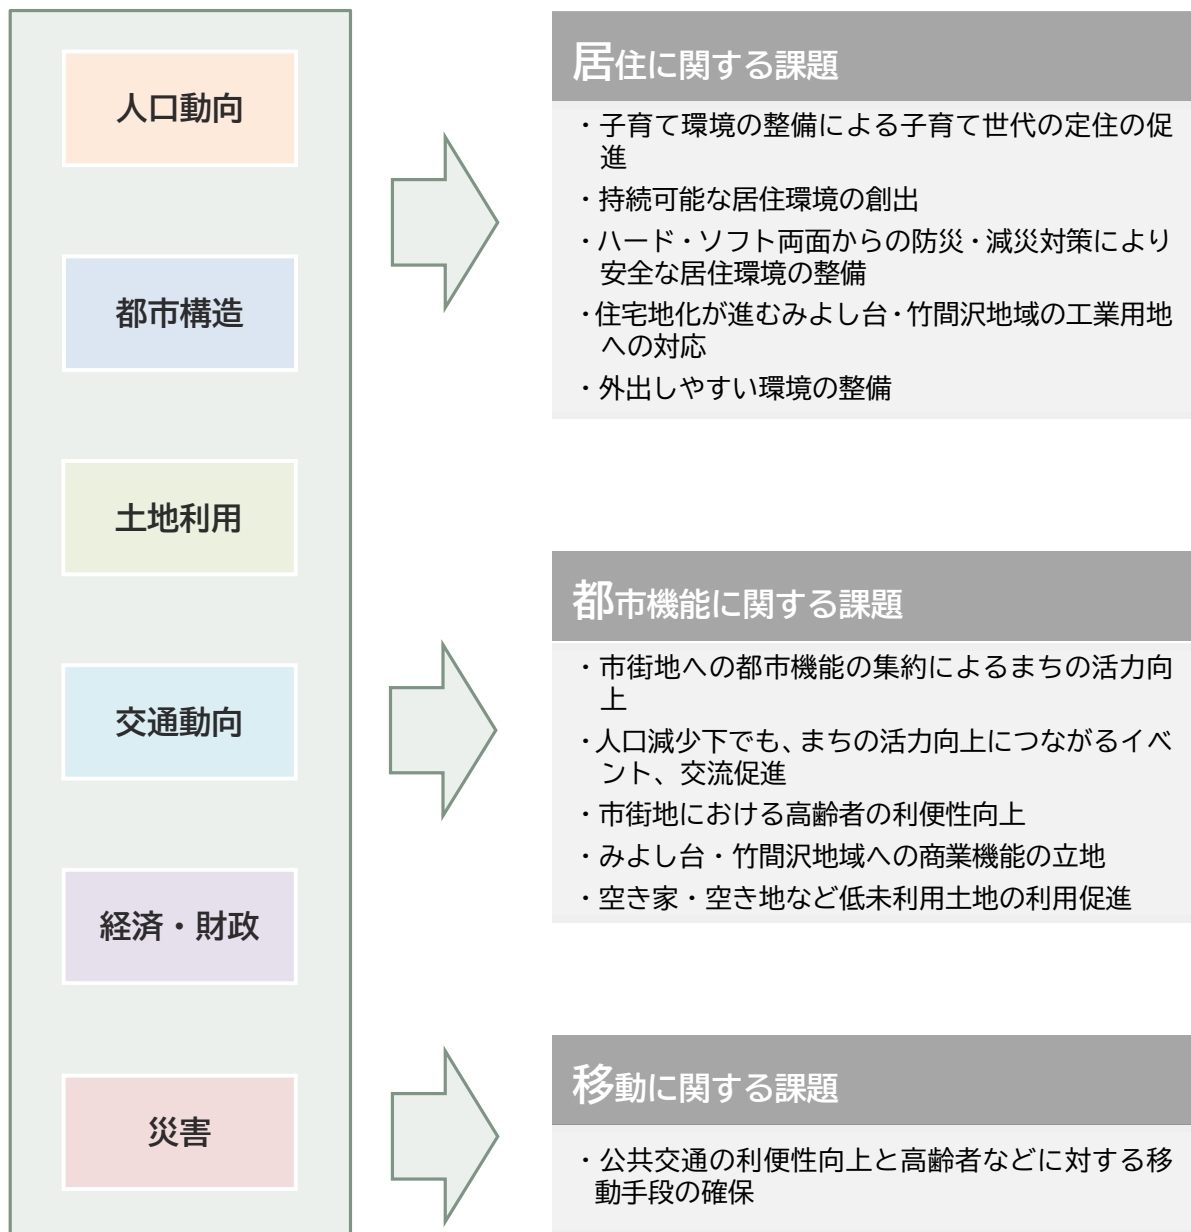 人口動向
都市構造
土地利用
交通動向
経済・財政
災害
居住に関する課題
・子育て環境の整備による子育て世代の定住の促
進
・持続可能な居住環境の創出
・ハード・ソフト両面からの防災・減災対策により
安全な居住環境の整備
・住宅地化が進むみよし台・竹間沢地域の工業用地
への対応
・外出しやすい環境の整備
都市機能に関する課題
・市街地への都市機能の集約によるまちの活力向
上
・人口減少下でも、まちの活力向上につながるイベ
ント、交流促進
・市街地における高齢者の利便性向上
・みよし台・竹間沢地域への商業機能の立地
・空き家・空き地など低未利用土地の利用促進
移動に関する課題
・公共交通の利便性向上と高齢者などに対する移
動手段の確保